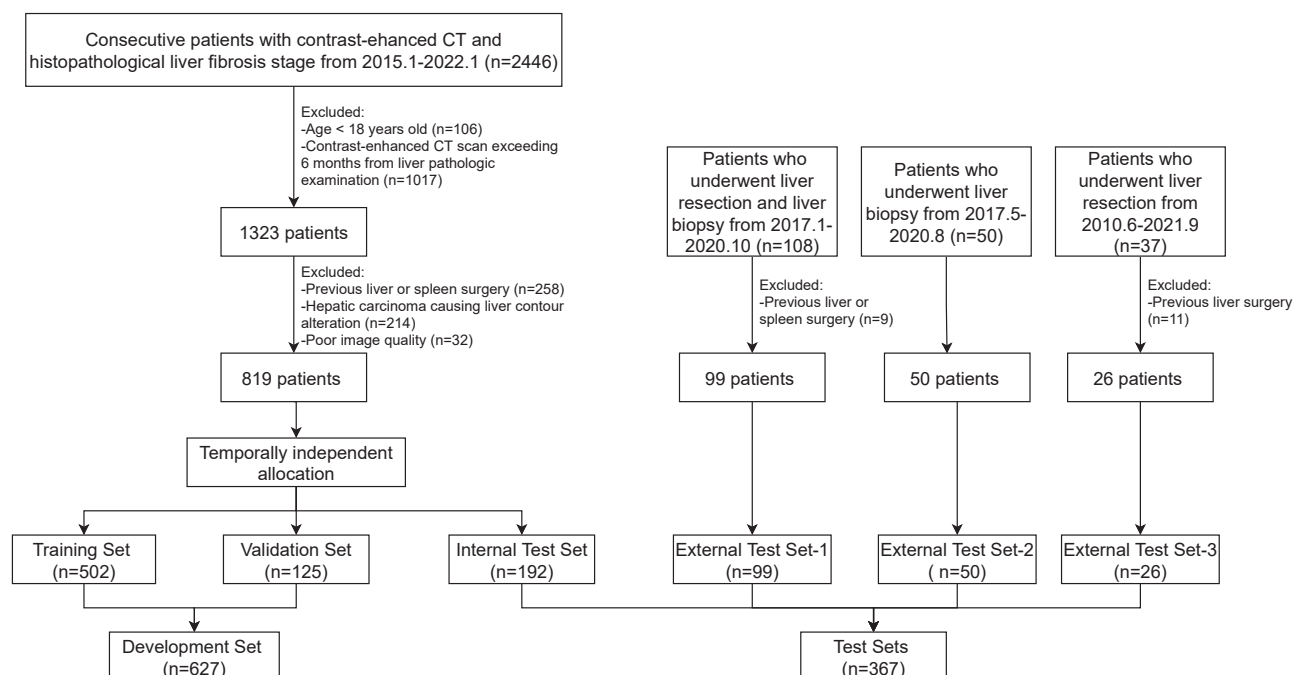 Consecutive patients with contrast-ehanced CT and
histopathological liver fibrosis stage from 2015.1-2022.1 (n=2446)
Excluded:
-Age < 18 years old (n=106)
-Contrast-enhanced CT scan exceeding
6 months from liver pathologic
examination (n=1017)
1323 patients
Excluded:
-Previous liver or spleen surgery (n=258)
-Hepatic carcinoma causing liver contour
alteration (n=214)
-Poor image quality (n=32)
819 patients
Temporally independent
allocation
Training Set
(n=502)
Validation Set
(n=125)
Internal Test Set
(n=192)
Development Set
(n=627)
Patients who
underwent liver
resection and liver
biopsy from 2017.1-
2020.10 (n=108)
Excluded:
-Previous liver or
spleen surgery (n=9)
99 patients
External Test Set-1
(n=99)
Patients who
underwent liver
biopsy from 2017.5-
2020.8 (n=50)
50 patients
External Test Set-2
( n=50)
Patients who
underwent liver
resection from
2010.6-2021.9
(n=37)
Excluded:
-Previous liver surgery
(n=11)
26 patients
External Test Set-3
(n=26)
Test Sets
(n=367)